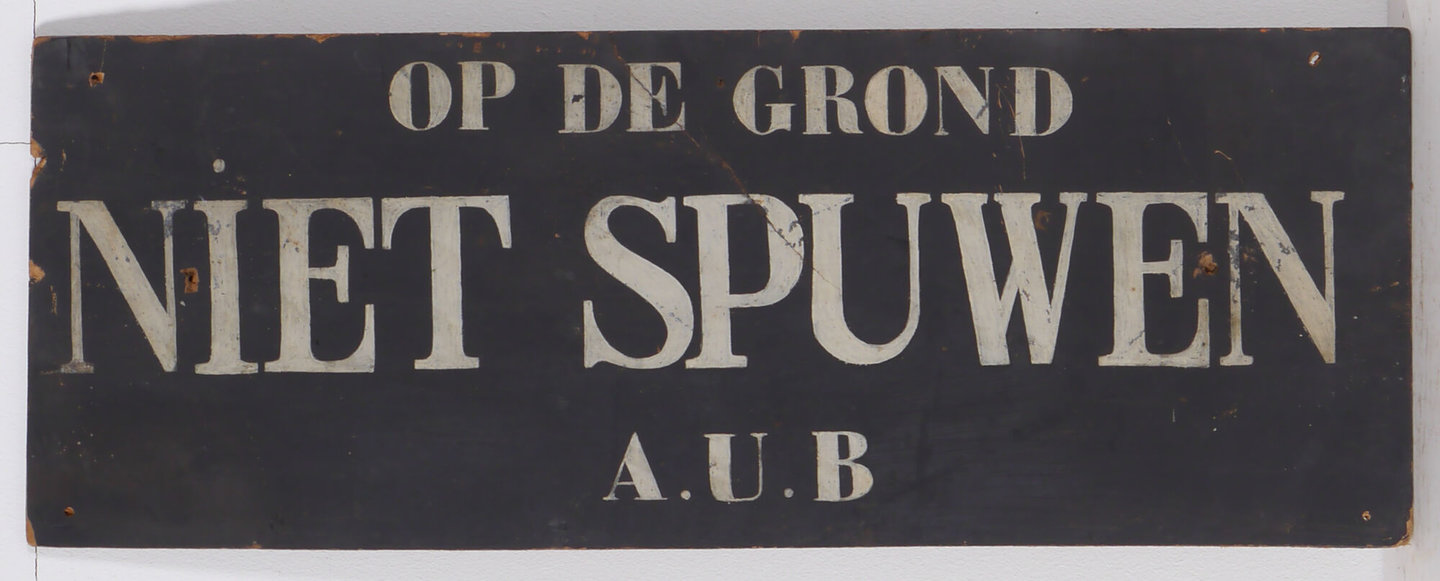 OP DE GROND
NIET SPUWEN
A.U.B